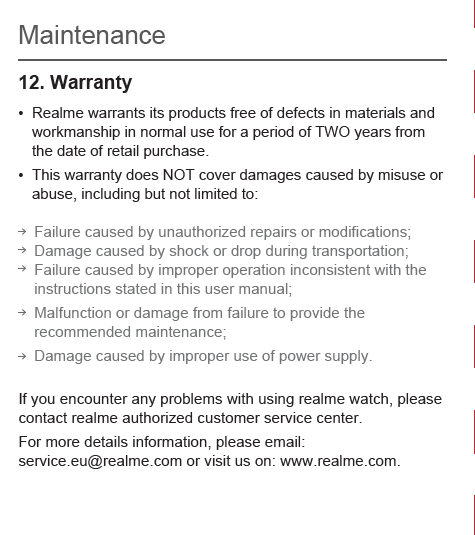 Maintenance
12. Warranty
• Realme warrants its products free of defects in materials and
workmanship in normal use for a period of TWO years from
the date of retail purchase.
• This warranty does NOT cover damages caused by misuse or
abuse, including but not limited to:
→ Failure caused by unauthorized repairs or modifications;
→ Damage caused by shock or drop during transportation;
→ Failure caused by improper operation inconsistent with the
instructions stated in this user manual;
→ Malfunction or damage from failure to provide the
recommended maintenance;
→ Damage caused by improper use of power supply.
If you encounter any problems with using realme watch, please
contact realme authorized customer service center.
For more details information, please email:
service.eu@realme.com or visit us on: www.realme.com.